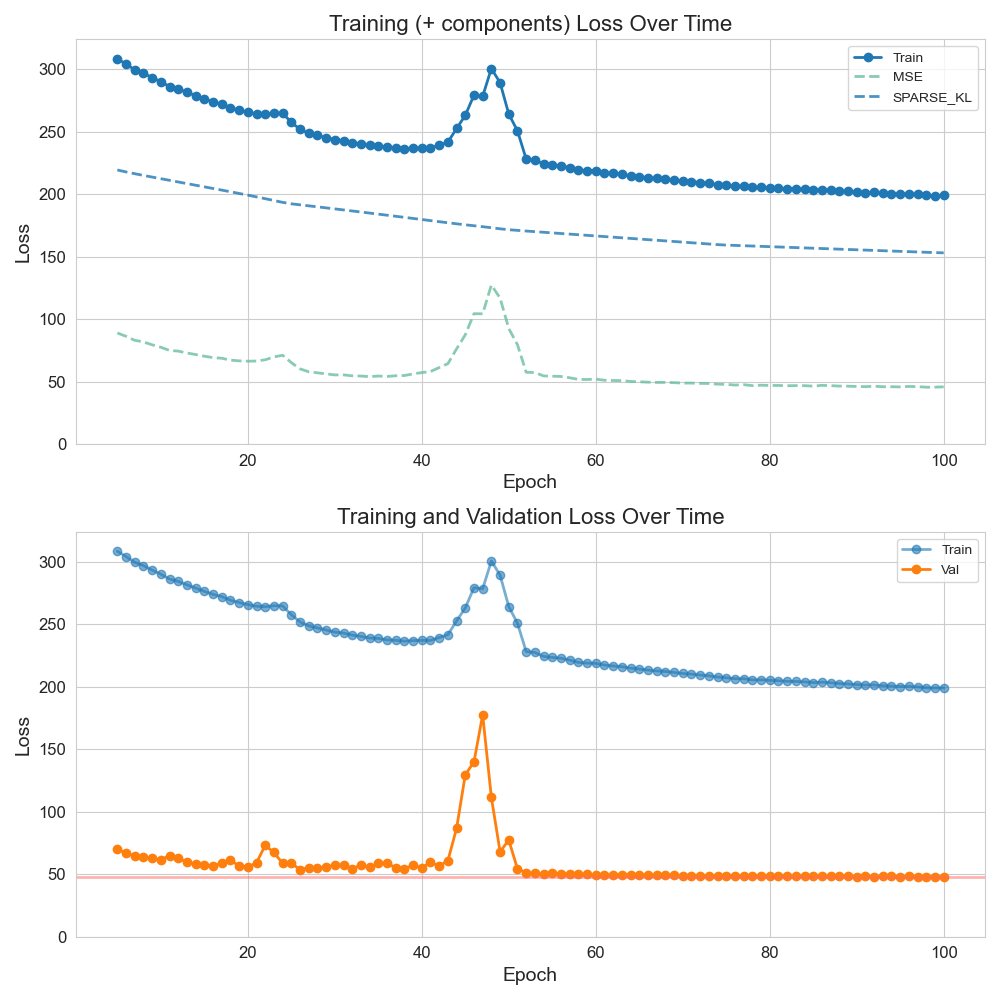 Training (+ components) Loss Over Time
Train
MSE
SPARSE_KL
300
250
200
150
100
50
0
Loss
20 40 60 80 100
Epoch
Training and Validation Loss Over Time
Train
Val
300
250
200
150
100
50
0
Loss
20 40 60 80 100
Epoch